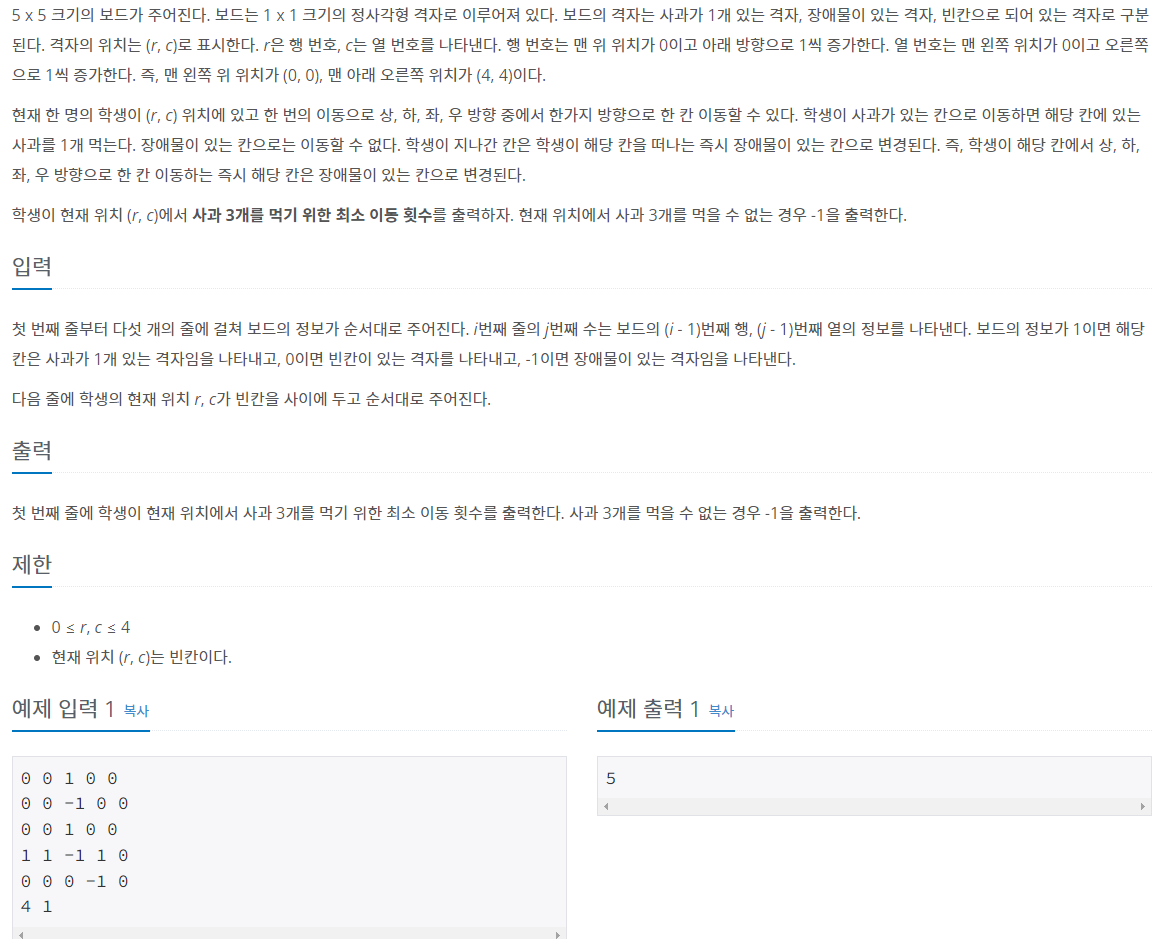 5 x 5 크기의 보드가 주어진다. 보드는 1 x 1 크기의 정사각형 격자로 이루어져 있다. 보드의 격자는 사과가 1개 있는 격자, 장애물이 있는 격자, 빈칸으로 되어 있는 격자로 구분
된다. 격자의 위치는 (r, c)로 표시한다. r은 행 번호, c는 열 번호를 나타낸다. 행 번호는 맨 위 위치가 0이고 아래 방향으로 1씩 증가한다. 열 번호는 맨 왼쪽 위치가 0이고 오른쪽
으로 1씩 증가한다. 즉, 맨 왼쪽 위 위치가 (0, 0), 맨 아래 오른쪽 위치가 (4, 4)이다.
현재 한 명의 학생이 (r, c) 위치에 있고 한 번의 이동으로 상, 하, 좌, 우 방향 중에서 한가지 방향으로 한 칸 이동할 수 있다. 학생이 사과가 있는 칸으로 이동하면 해당 칸에 있는
사과를 1개 먹는다. 장애물이 있는 칸으로는 이동할 수 없다. 학생이 지나간 칸은 학생이 해당 칸을 떠나는 즉시 장애물이 있는 칸으로 변경된다. 즉, 학생이 해당 칸에서 상, 하,
좌, 우 방향으로 한 칸 이동하는 즉시 해당 칸은 장애물이 있는 칸으로 변경된다.
학생이 현재 위치 (r, c)에서 사과 3개를 먹기 위한 최소 이동 횟수를 출력하자. 현재 위치에서 사과 3개를 먹을 수 없는 경우 -1을 출력한다.
입력
첫 번째 줄부터 다섯 개의 줄에 걸쳐 보드의 정보가 순서대로 주어진다. i번째 줄의 j번째 수는 보드의 (i - 1)번째 행, (j - 1)번째 열의 정보를 나타낸다. 보드의 정보가 1이면 해당
칸은 사과가 1개 있는 격자임을 나타내고, 0이면 빈칸이 있는 격자를 나타내고, -1이면 장애물이 있는 격자임을 나타낸다.
다음 줄에 학생의 현재 위치 r, c가 빈칸을 사이에 두고 순서대로 주어진다.
출력
첫 번째 줄에 학생이 현재 위치에서 사과 3개를 먹기 위한 최소 이동 횟수를 출력한다. 사과 3개를 먹을 수 없는 경우 -1을 출력한다.
제한
• 0 ≤ r, c ≤ 4
• 현재 위치 (r, c)는 빈칸이다.
예제 입력 1 복사
0 0 1 0 0
0 0 -1 0 0
0 0 1 0 0
1 1 -1 1 0
0 0 0 -1 0
4 1
예제 출력 1 복사
5